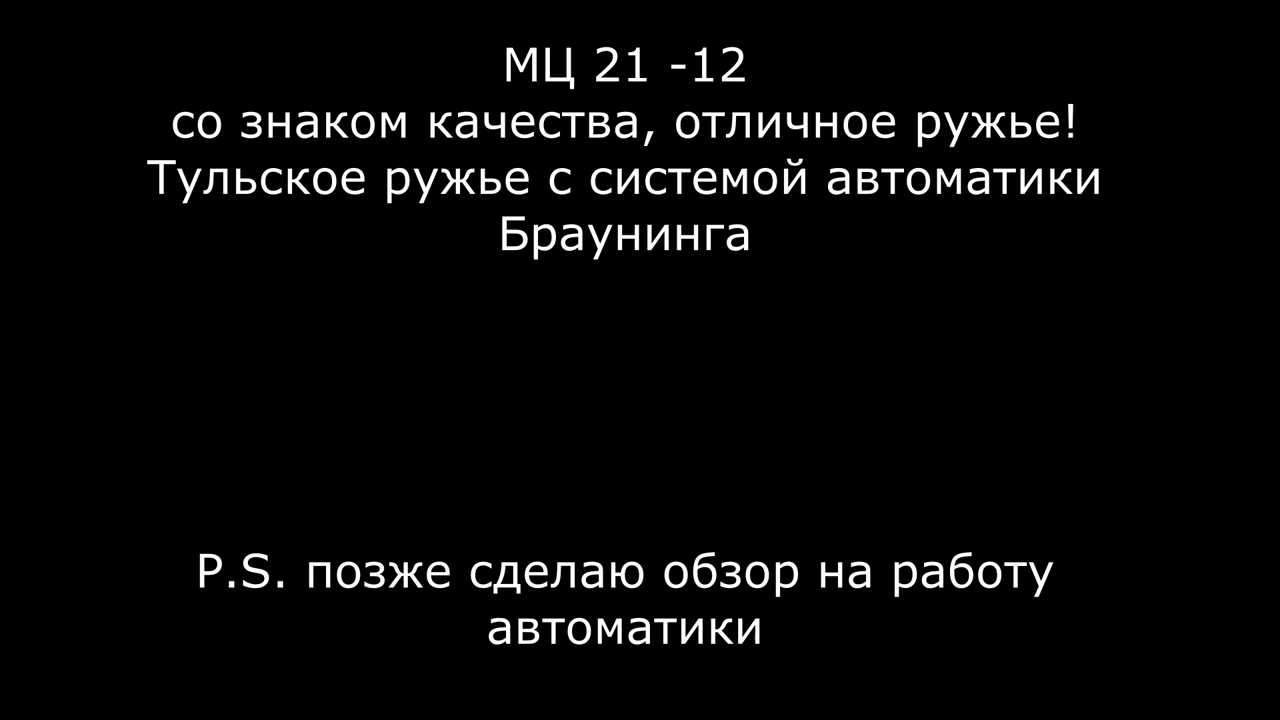 МЦ 21 -12
со знаком качества, отличное ружье!
Тульское ружье с системой автоматики
Браунинга
P.S. позже сделаю обзор на работу
автоматики